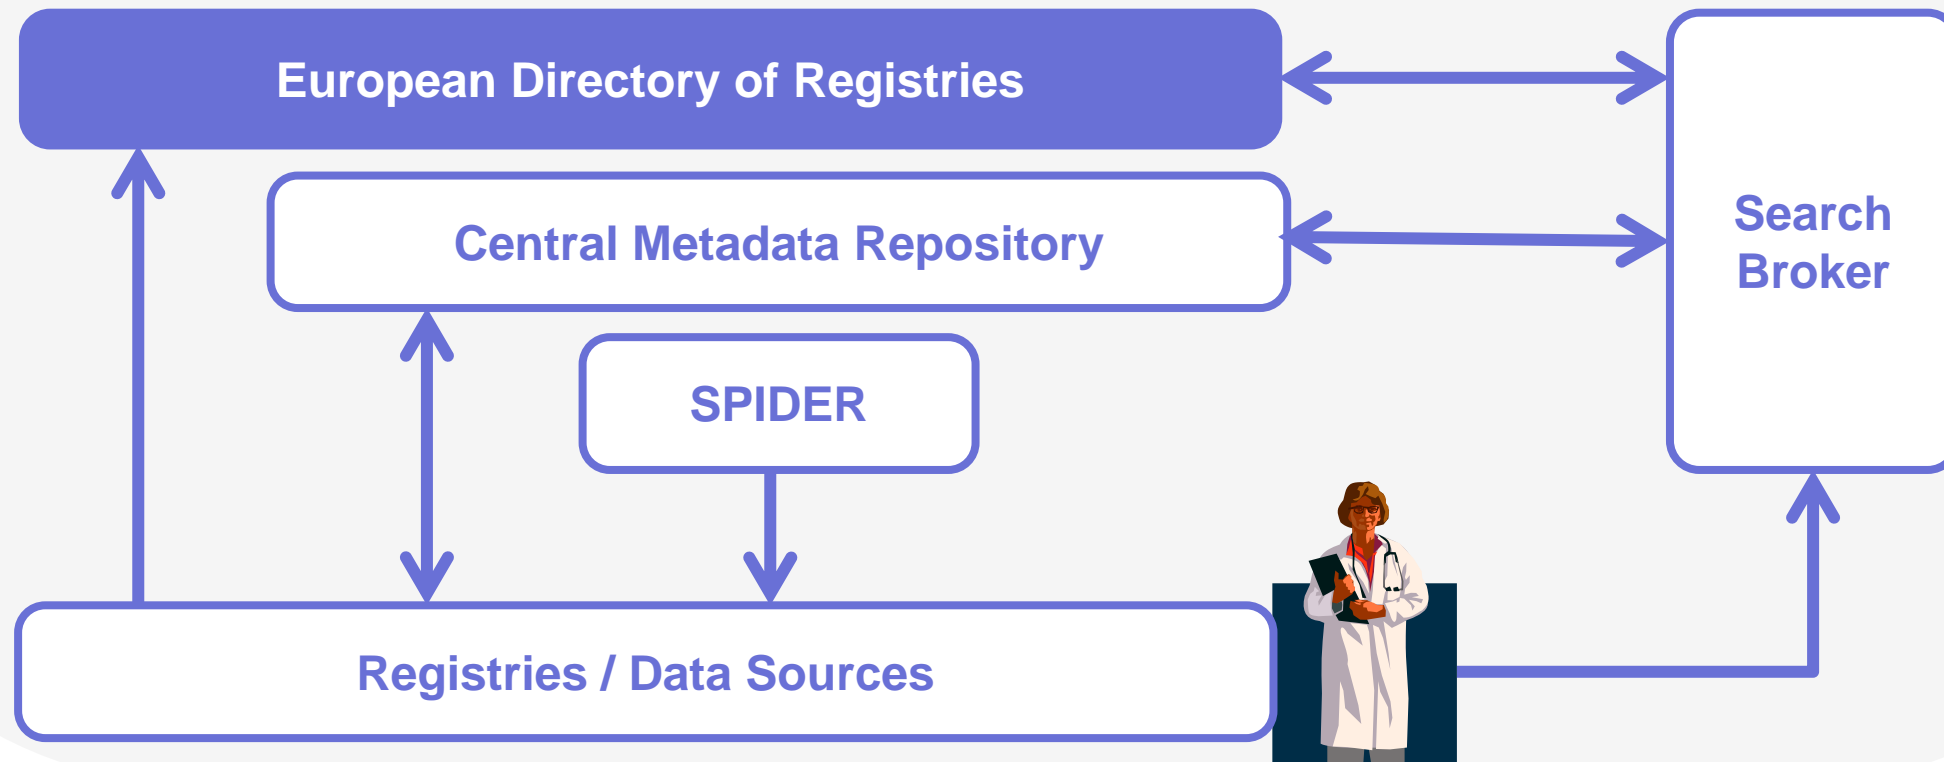 European Directory of Registries
Central Metadata Repository
Search
Broker
SPIDER
Registries / Data Sources